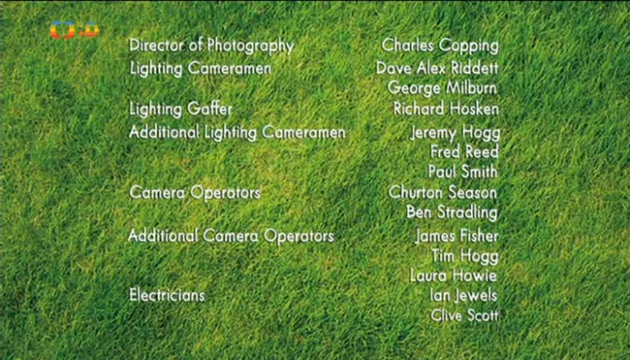 Director of Photography Charles Copping
Lighting Cameramen Dave Alex Riddett
George Milburn
Lighting Gaffer Richard Hosken
Additional Lighting Cameramen Jeremy Hogg
Fred Reed
Paul Smith
Camera Operators Churton Season
Ben Stradling
Additional Camera Operators James Fisher
Tim Hogg
Laura Howie
Electricians Ian Jewels
Clive Scott